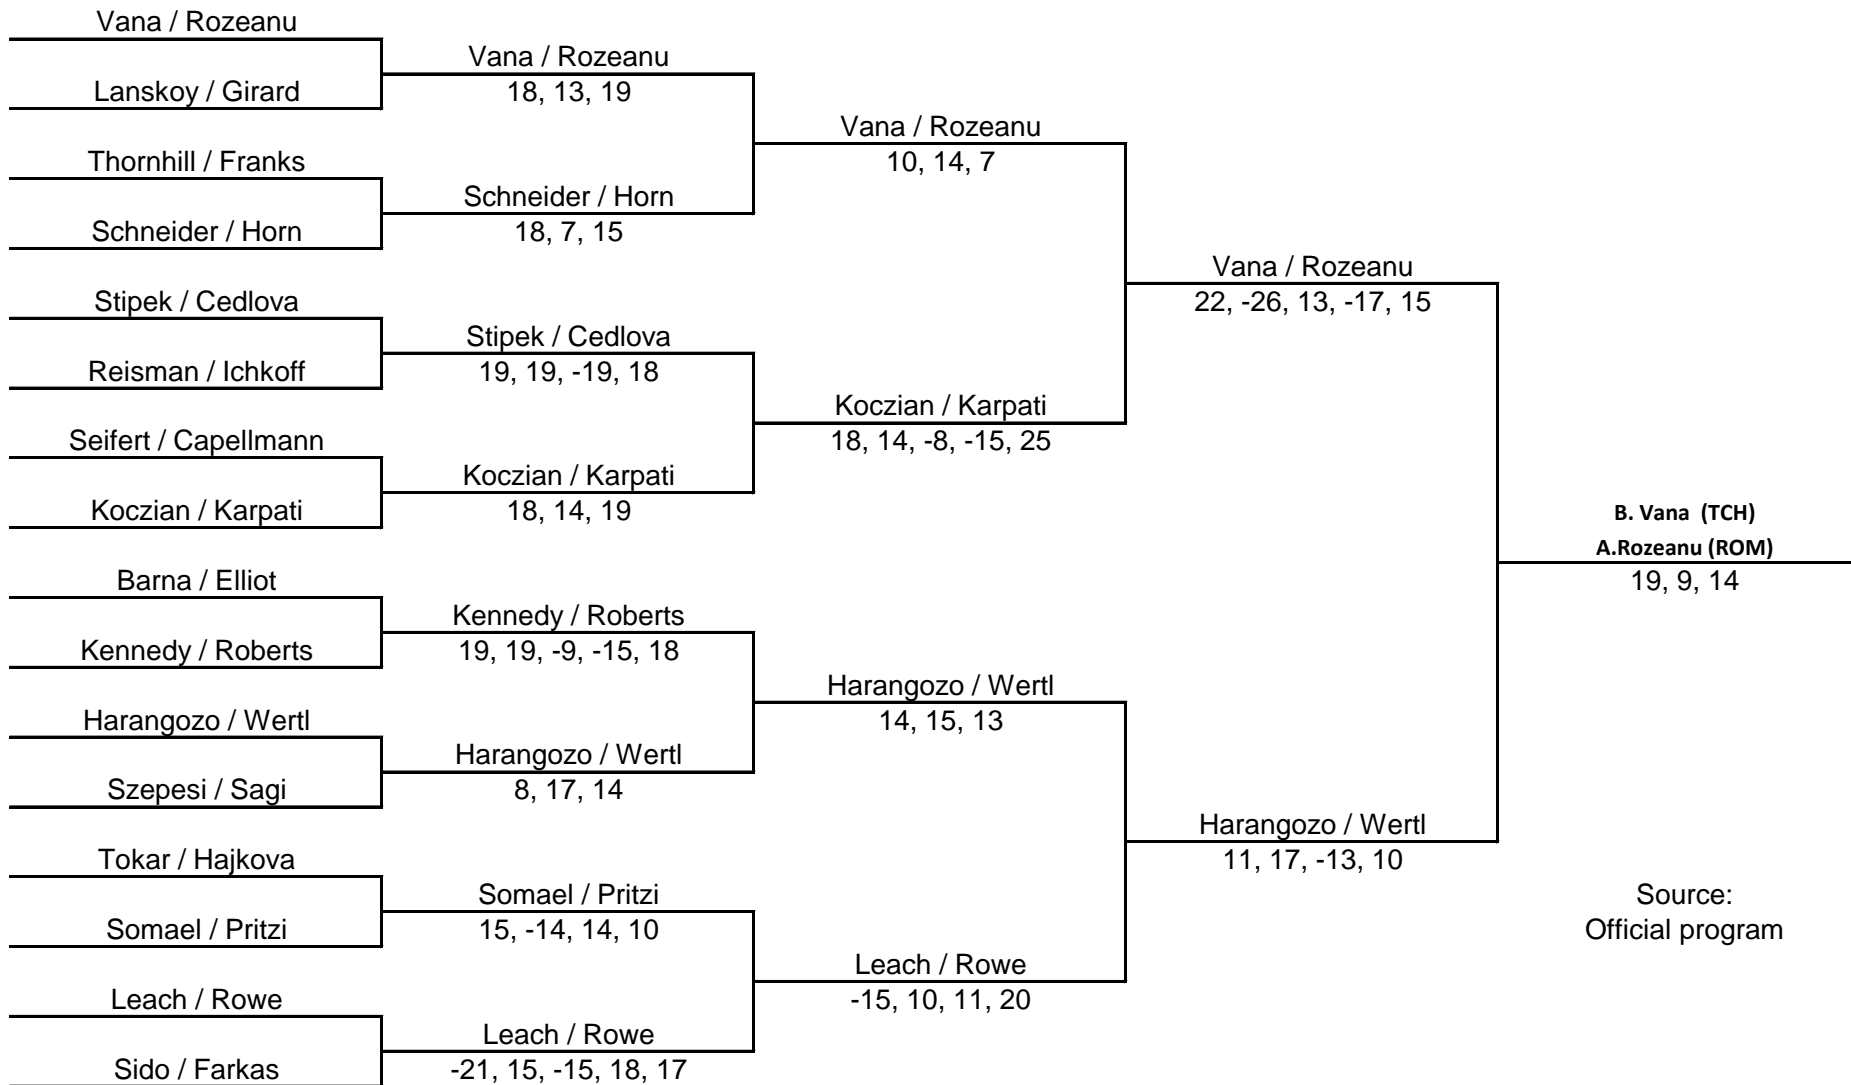 Vana / Rozeanu
Lanskoy / Girard
Thornhill / Franks
Schneider / Horn
Stipek / Cedlova
Reisman / Ichkoff
Seifert / Capellmann
Koczian / Karpati
Barna / Elliot
Kennedy / Roberts
Harangozo / Wertl
Szepesi / Sagi
Tokar / Hajkova
Somael / Pritzi
Leach / Rowe
Sido / Farkas
Vana / Rozeanu
18, 13, 19
Schneider / Horn
18, 7, 15
Stipek / Cedlova
19, 19, -19, 18
Koczian / Karpati
18, 14, 19
Kennedy / Roberts
19, 19, -9, -15, 18
Harangozo / Wertl
8, 17, 14
Somael / Pritzi
15, -14, 14, 10
Leach / Rowe
-21, 15, -15, 18, 17
Vana / Rozeanu
10, 14, 7
Koczian / Karpati
18, 14, -8, -15, 25
Harangozo / Wertl
14, 15, 13
Leach / Rowe
-15, 10, 11, 20
Vana / Rozeanu
22, -26, 13, -17, 15
Harangozo / Wertl
11, 17, -13, 10
B. Vana (TCH)
A.Rozeanu (ROM)
19, 9, 14
Source:
Official program